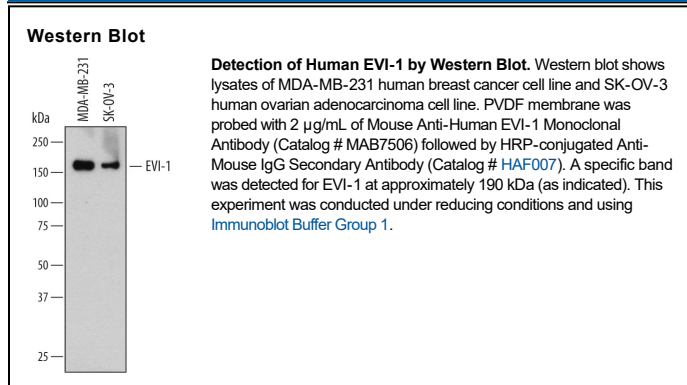 Western Blot
MDA-MB-231
SK-OV-3
kDa
250
150
100
75
50
37
25
EVI-1
Detection of Human EVI-1 by Western Blot. Western blot shows
lysates of MDA-MB-231 human breast cancer cell line and SK-OV-3
human ovarian adenocarcinoma cell line. PVDF membrane was
probed with 2 µg/mL of Mouse Anti-Human EVI-1 Monoclonal
Antibody (Catalog # MAB7506) followed by HRP-conjugated Anti-
Mouse IgG Secondary Antibody (Catalog # HAF007). A specific band
was detected for EVI-1 at approximately 190 kDa (as indicated). This
experiment was conducted under reducing conditions and using
Immunoblot Buffer Group 1.